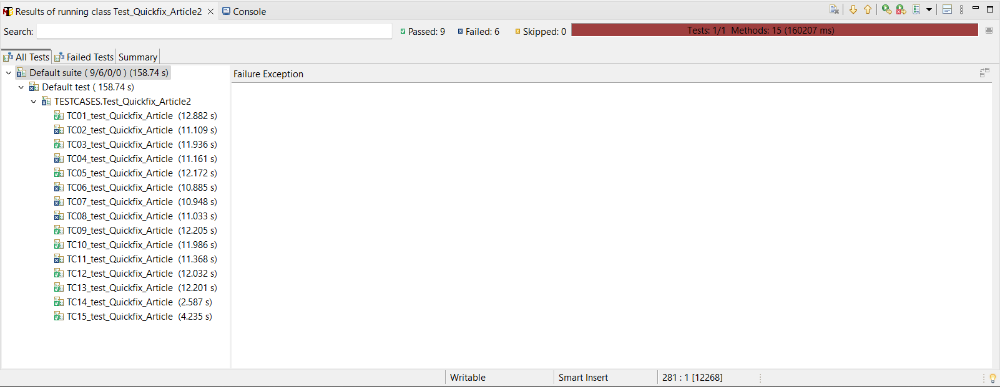 Results of running class Test_Quickfix_Article2
Console
Search:
Passed: 9
Failed: 6
Skipped: 0
Tests: 1/1 Methods: 15 (160207 ms)
All Tests
Failed Tests
Summary
Default suite ( 9/6/0/0 ) (158.74 s)
Failure Exception
Default test ( 158.74 s)
TESTCASES.Test_Quickfix_Article2
TC01_test_Quickfix_Article (12.882 s)
TC02_test_Quickfix_Article (11.109 s)
TC03_test_Quickfix_Article (11.936 s)
TC04_test_Quickfix_Article (11.161 s)
TC05_test_Quickfix_Article (12.172 s)
TC06_test_Quickfix_Article (10.885 s)
TC07_test_Quickfix_Article (10.948 s)
TC08_test_Quickfix_Article (11.033 s)
TC09_test_Quickfix_Article (12.205 s)
TC10_test_Quickfix_Article (11.986 s)
TC11_test_Quickfix_Article (11.368 s)
TC12_test_Quickfix_Article (12.032 s)
TC13_test_Quickfix_Article (12.201 s)
TC14_test_Quickfix_Article (2.587 s)
TC15_test_Quickfix_Article (4.235 s)
Writable
Smart Insert
281 : 1 [12268]